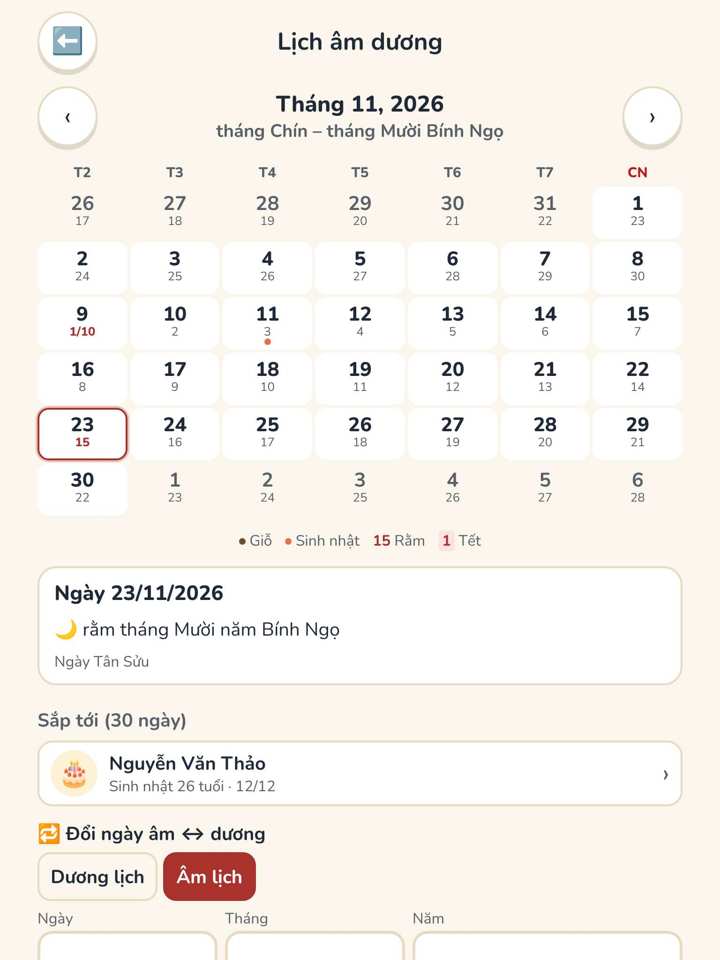 Lịch âm dương
‹
Tháng 11, 2026
›
tháng Chín – tháng Mười Bính Ngọ
T2 T3 T4 T5 T6 T7 CN
26 27 28 29 30 31 1
17 18 19 20 21 22 23
2 3 4 5 6 7 8
24 25 26 27 28 29 30
9 10 11 12 13 14 15
1/10 2 3 4 5 6 7
16 17 18 19 20 21 22
8 9 10 11 12 13 14
23 24 25 26 27 28 29
15 16 17 18 19 20 21
30 1 2 3 4 5 6
22 23 24 25 26 27 28
● Giỗ ● Sinh nhật 15 Rằm 1 Tết
Ngày 23/11/2026
🌙 rằm tháng Mười năm Bính Ngọ
Ngày Tân Sửu
Sắp tới (30 ngày)
Nguyễn Văn Thảo
Sinh nhật 26 tuổi · 12/12
›
🔁 Đổi ngày âm ↔ dương
Dương lịch Âm lịch
Ngày Tháng Năm